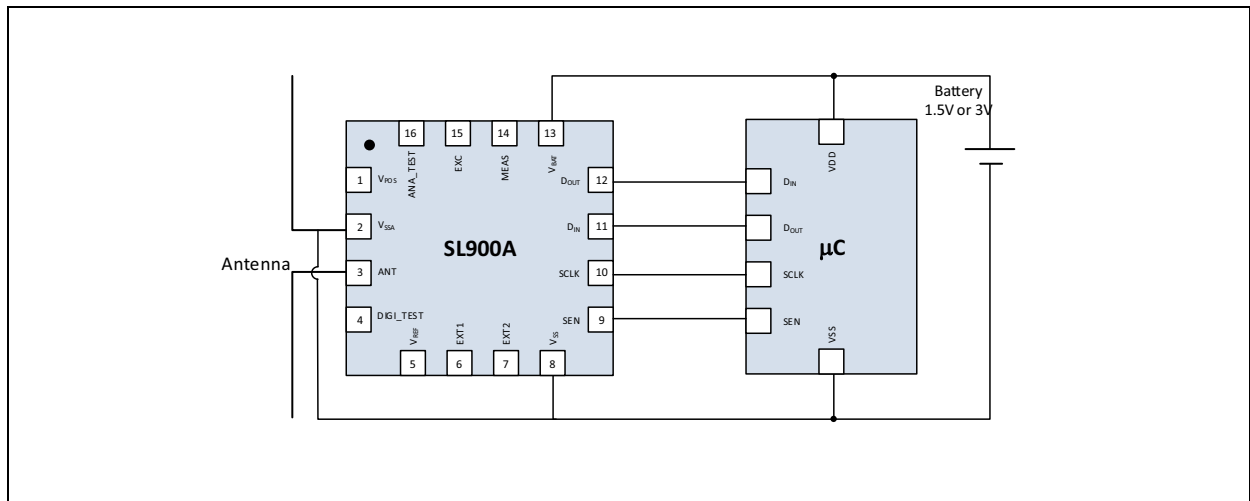 Battery
1.5V or 3V
16
15
14
13
ANA_TEST
EXC
MEAS
VBAT
VDD
1
VPOS
DOUT
12
DIN
2
VSSA
DIN
11
DOUT
SL900A
µC
Antenna
3
ANT
SCLK
10
SCLK
4
DIGI_TEST
SEN
9
SEN
VREF
EXT1
EXT2
VSS
VSS
5
6
7
8